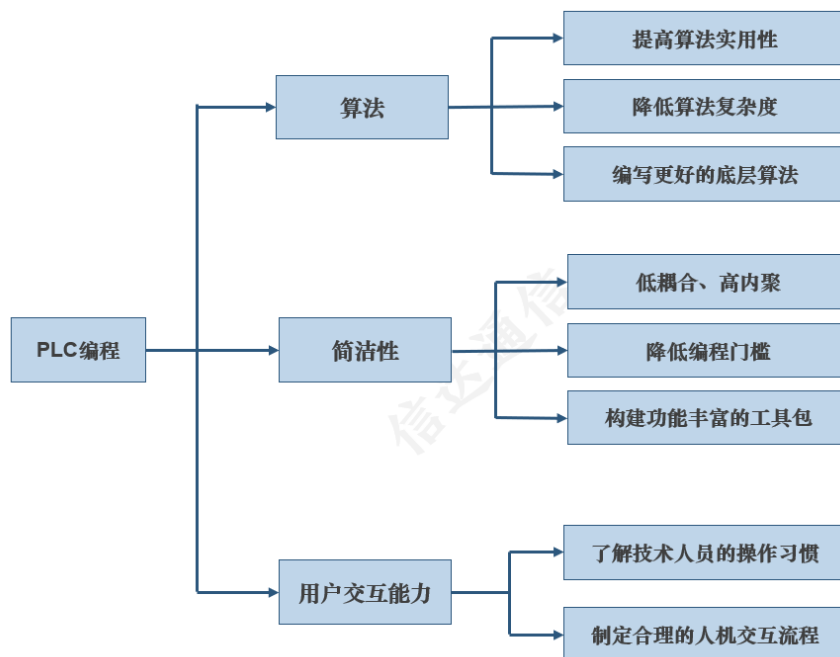 PLC编程
算法
提高算法实用性
降低算法复杂度
编写更好的底层算法
简洁性
低耦合、高内聚
降低编程门槛
构建功能丰富的工具包
用户交互能力
了解技术人员的操作习惯
制定合理的人机交互流程
信达通信